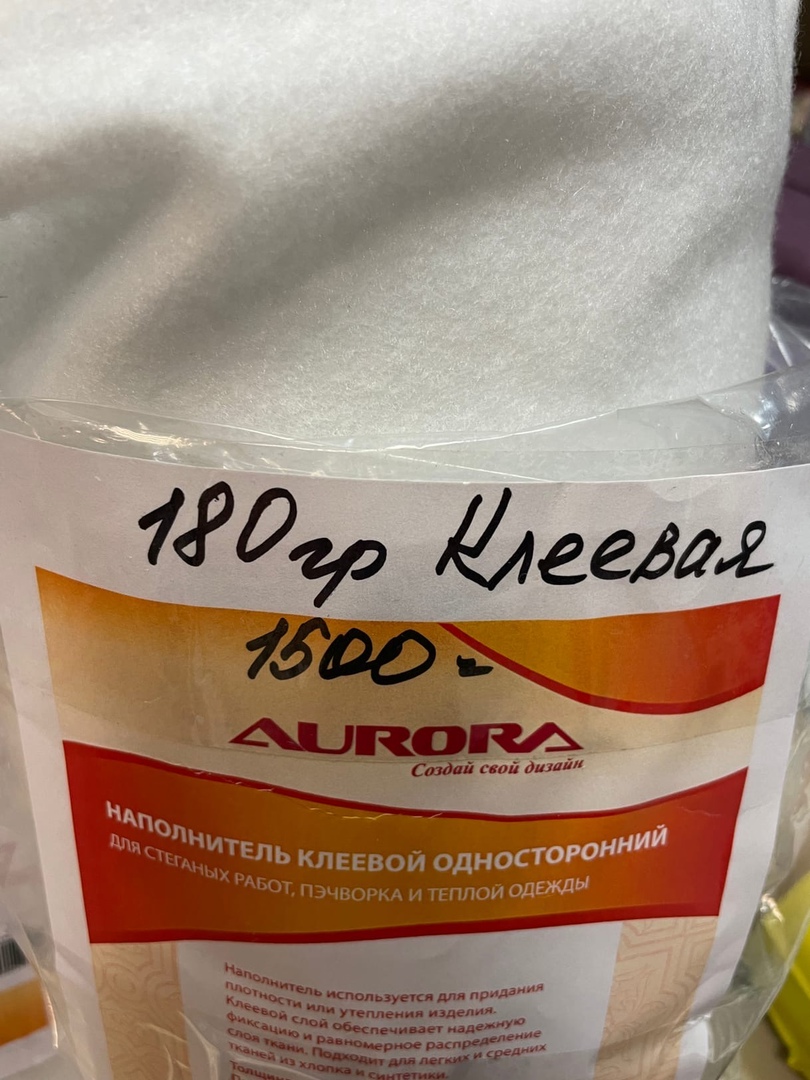 180гр Клеевая
1500-
AURORA
Создай свой дизайн
НАПОЛНИТЕЛЬ КЛЕЕВОЙ ОДНОСТОРОННИЙ
ДЛЯ СТЕГАНЫХ РАБОТ, ПЭЧВОРКА И ТЕПЛОЙ ОДЕЖДЫ
Наполнитель используется для придания
плотности или утепления изделия.
Клеевой слой обеспечивает надежную
фиксацию и равномерное распределение
слоя ткани. Подходит для легких и средних
тканей из хлопка и синтетики.